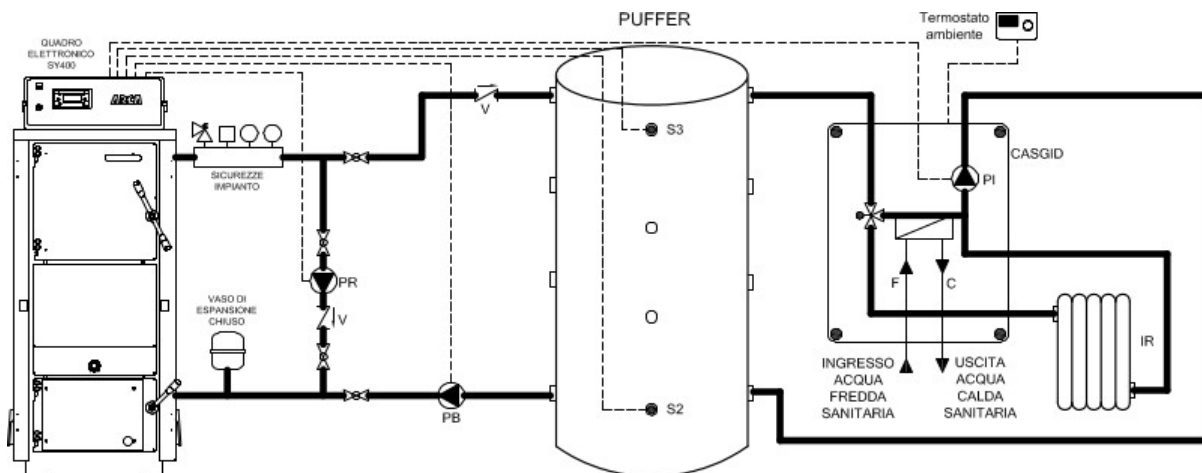 PUFFER
Termostato
ambiente
QUADRO
ELETTRONICO
SY400
ARCA
V
S3
CASGID
SICUREZZE
IMPIANTO
PI
PR
F
C
VASO DI
ESPANSIONE
CHIUSO
V
IR
INGRESSO
ACQUA
FREDDA
SANITARIA
USCITA
ACQUA
CALDA
SANITARIA
PB
S2